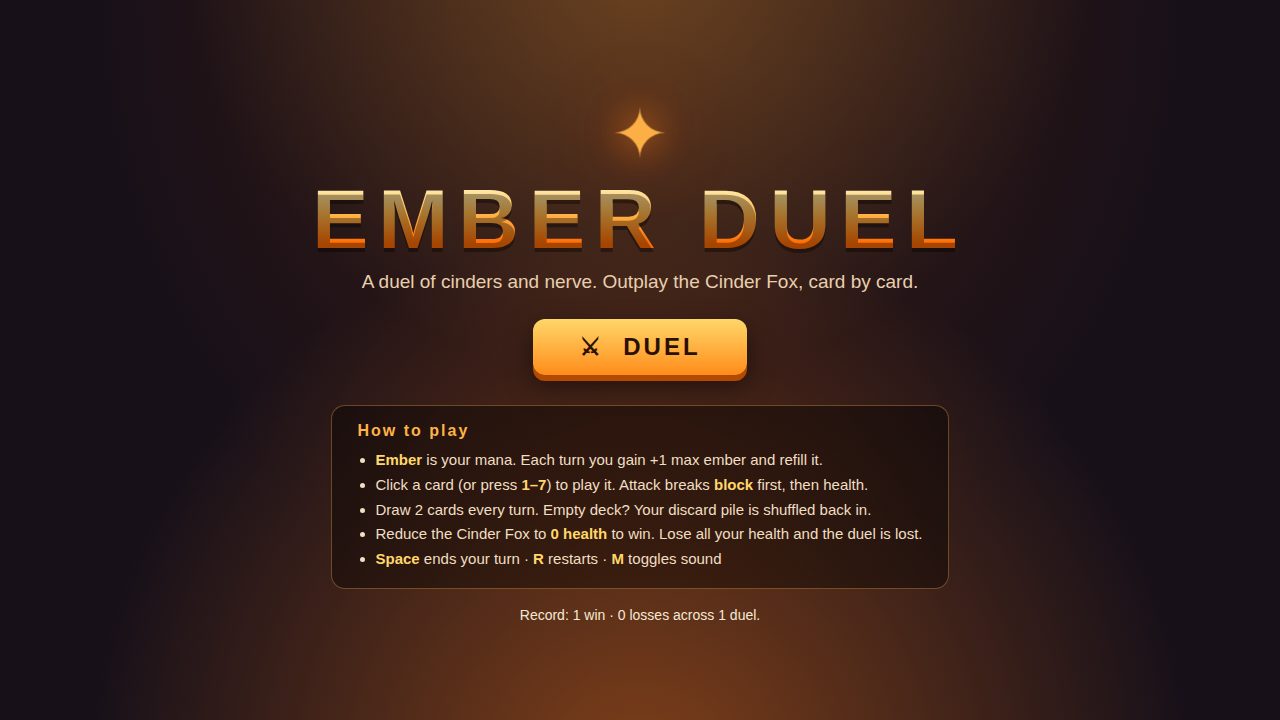 EMBER DUEL
A duel of cinders and nerve. Outplay the Cinder Fox, card by card.
⚔ DUEL
How to play
• Ember is your mana. Each turn you gain +1 max ember and refill it.
• Click a card (or press 1–7) to play it. Attack breaks block first, then health.
• Draw 2 cards every turn. Empty deck? Your discard pile is shuffled back in.
• Reduce the Cinder Fox to 0 health to win. Lose all your health and the duel is lost.
• Space ends your turn · R restarts · M toggles sound
Record: 1 win · 0 losses across 1 duel.